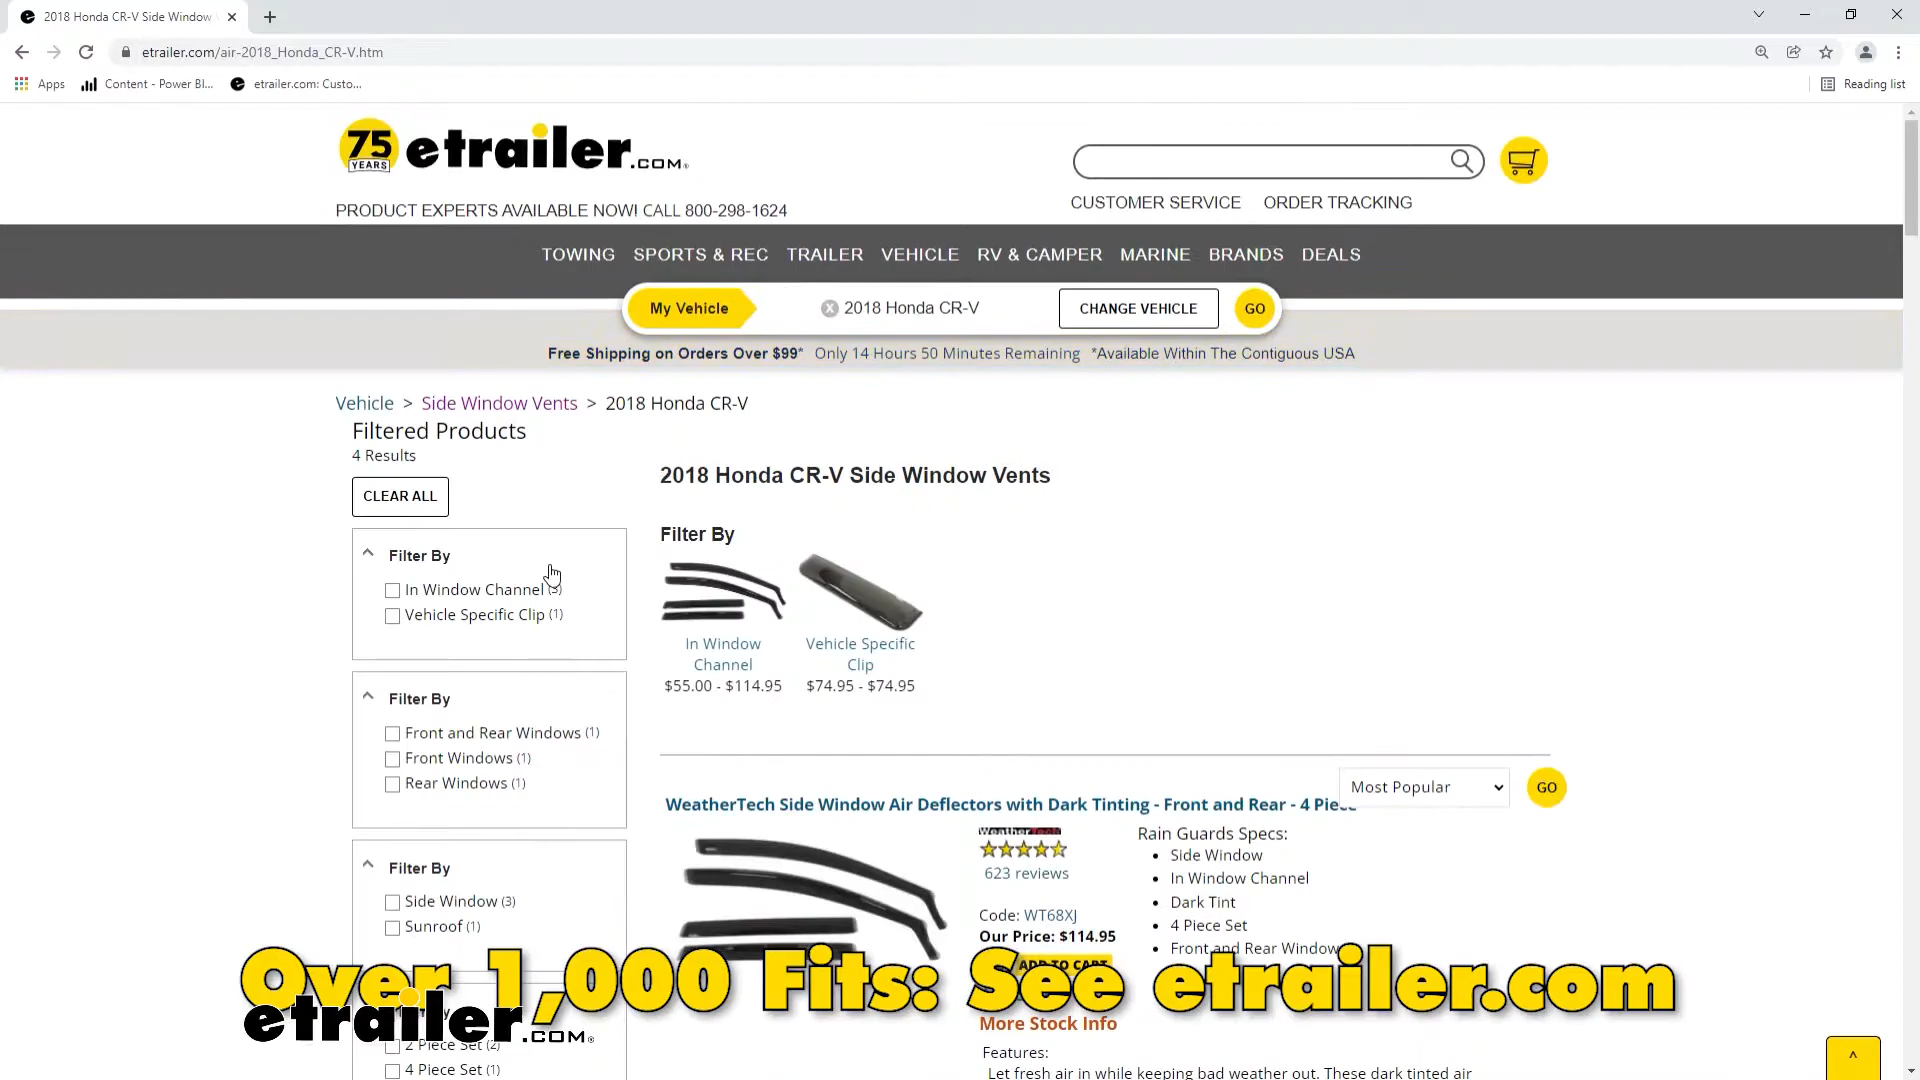 2018 Honda CR-V Side Window
etrailer.com/air-2018_Honda_CR-V.htm
Apps
Content - Power BI...
etrailer.com: Custo...
Reading list
75 YEARS
etrailer.com
PRODUCT EXPERTS AVAILABLE NOW! CALL 800-298-1624
CUSTOMER SERVICE ORDER TRACKING
TOWING SPORTS & REC TRAILER VEHICLE RV & CAMPER MARINE BRANDS DEALS
My Vehicle
X 2018 Honda CR-V
CHANGE VEHICLE
GO
Free Shipping on Orders Over $99* Only 14 Hours 50 Minutes Remaining *Available Within The Contiguous USA
Vehicle > Side Window Vents > 2018 Honda CR-V
Filtered Products
4 Results
CLEAR ALL
Filter By
In Window Channel (3)
Vehicle Specific Clip (1)
Filter By
Front and Rear Windows (1)
Front Windows (1)
Rear Windows (1)
Filter By
Side Window (3)
Sunroof (1)
2 Piece Set (2)
4 Piece Set (1)
2018 Honda CR-V Side Window Vents
Filter By
In Window
Channel
$55.00 - $114.95
Vehicle Specific
Clip
$74.95 - $74.95
Most Popular
GO
WeatherTech Side Window Air Deflectors with Dark Tinting - Front and Rear - 4 Piece
WeatherTech
623 reviews
Code: WT68XJ
Our Price: $114.95
ADD TO CART
More Stock Info
Rain Guards Specs:
• Side Window
• In Window Channel
• Dark Tint
• 4 Piece Set
• Front and Rear Window
Features:
Let fresh air in while keeping bad weather out. These dark tinted air
Over 1,000 Fits: See etrailer.com
etrailer.com